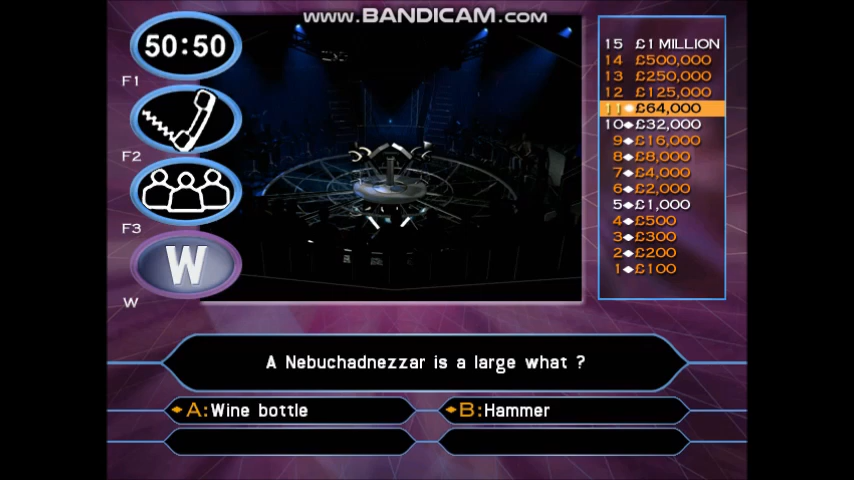 www.BANDICAM.com
50:50
F1
F2
F3
W
W
15 £1 MILLION
14 £500,000
13 £250,000
12 £125,000
11◆£64,000
10◆£32,000
9◆£16,000
8◆£8,000
7◆£4,000
6◆£2,000
5◆£1,000
4◆£500
3◆£300
2◆£200
1◆£100
A Nebuchadnezzar is a large what ?
◆A:Wine bottle
◆B:Hammer